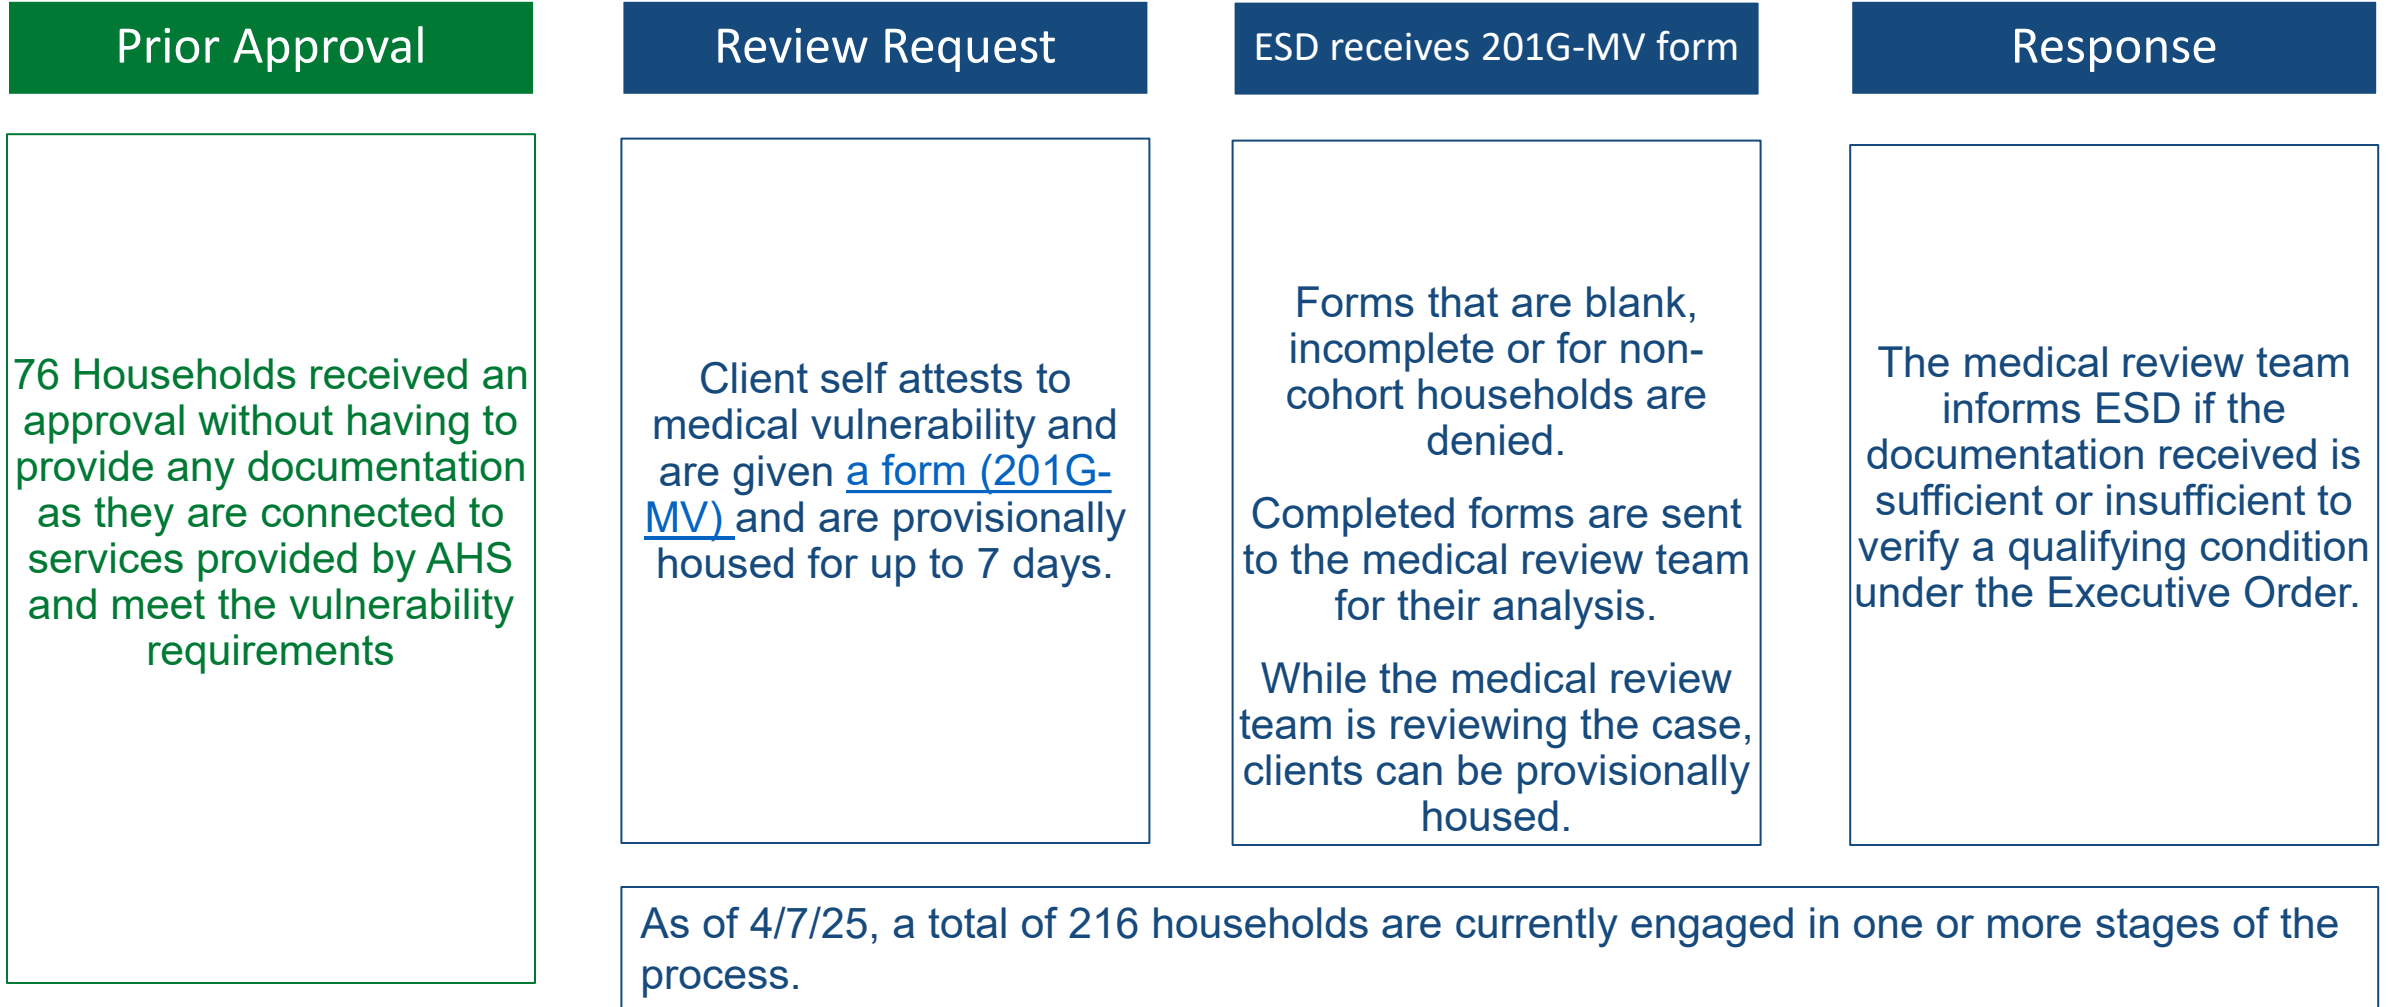 Prior Approval
76 Households received an
approval without having to
provide any documentation
as they are connected to
services provided by AHS
and meet the vulnerability
requirements
Review Request
Client self attests to
medical vulnerability and
are given a form (201G-
MV) and are provisionally
housed for up to 7 days.
ESD receives 201G-MV form
Forms that are blank,
incomplete or for non-
cohort households are
denied.
Completed forms are sent
to the medical review team
for their analysis.
While the medical review
team is reviewing the case,
clients can be provisionally
housed.
Response
The medical review team
informs ESD if the
documentation received is
sufficient or insufficient to
verify a qualifying condition
under the Executive Order.
As of 4/7/25, a total of 216 households are currently engaged in one or more stages of the
process.